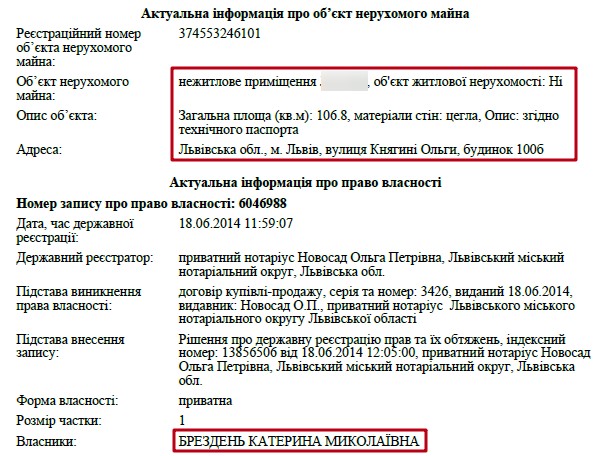 Актуальна інформація про об'єкт нерухомого майна
Реєстраційний номер 374553246101
об'єкта нерухомого
майна:
Об'єкт нерухомого нежитлове приміщення , об'єкт житлової нерухомості: Ні
майна:
Опис об'єкта: Загальна площа (кв.м): 106.8, матеріали стін: цегла, Опис: згідно
технічного паспорта
Адреса: Львівська обл., м. Львів, вулиця Княгині Ольги, будинок 100б
Актуальна інформація про право власності
Номер запису про право власності: 6046988
Дата, час державної 18.06.2014 11:59:07
реєстрації:
Державний реєстратор: приватний нотаріус Новосад Ольга Петрівна, Львівський міський
нотаріальний округ, Львівська обл.
Підстава виникнення договір купівлі-продажу, серія та номер: 3426, виданий 18.06.2014,
права власності: видавник: Новосад О.П., приватний нотаріус Львівського міського
нотаріального округу Львівської області
Підстава внесення Рішення про державну реєстрацію прав та їх обтяжень, індексний
запису: номер: 13856506 від 18.06.2014 12:05:00, приватний нотаріус Новосад
Ольга Петрівна, Львівський міський нотаріальний округ, Львівська
обл.
Форма власності: приватна
Розмір частки: 1
Власники: БРЕЗДЕНЬ КАТЕРИНА МИКОЛАЇВНА